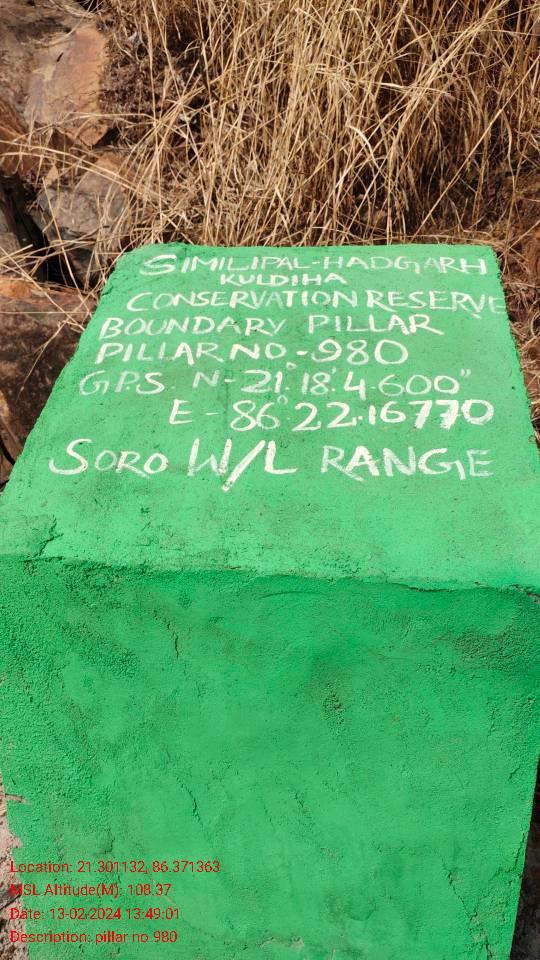 SIMILIPAL-HADGARH
KULDIHA
CONSERVATION RESERVE
BOUNDARY PILLAR
PILLAR NO-980
G.P.S. N-21°.18'.4.600"
E-86°22.16770
SORO W/L RANGE
Location: 21.301132, 86.371363
MSL Altitude(M): 108.37
Date: 13-02-2024 13:49:01
Description: pillar no 980